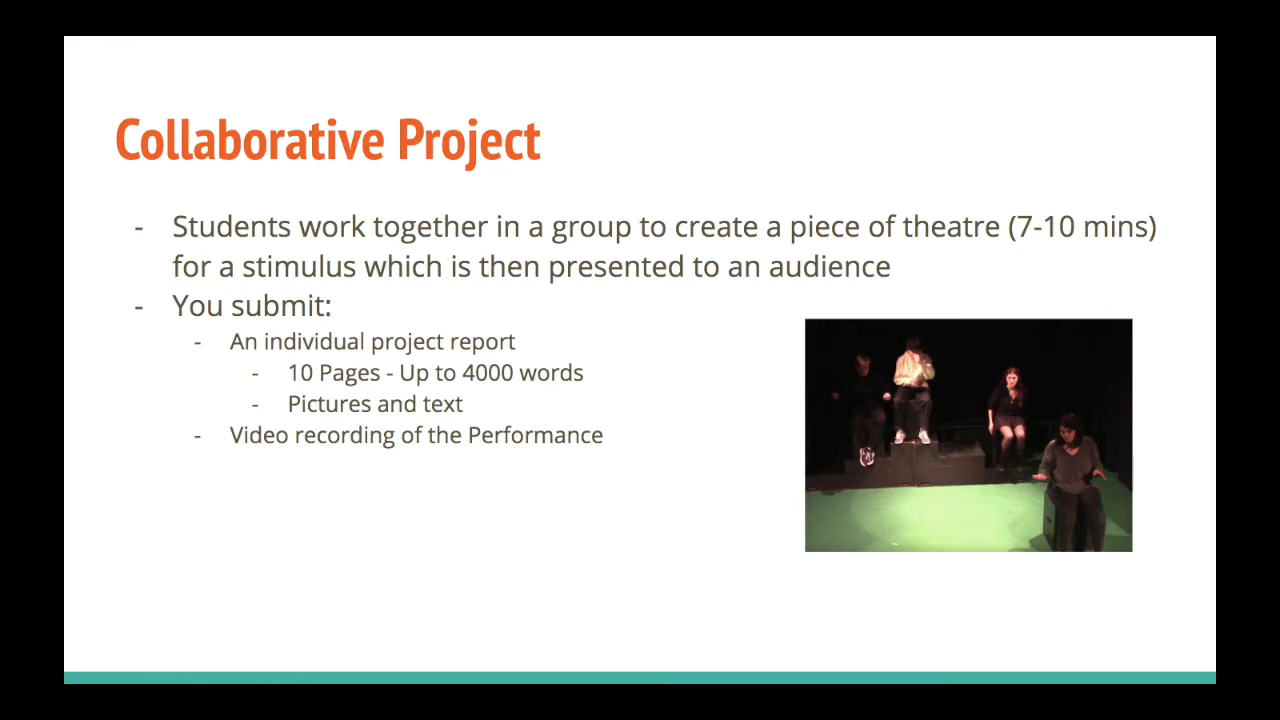 Collaborative Project
- Students work together in a group to create a piece of theatre (7-10 mins)
for a stimulus which is then presented to an audience
- You submit:
- An individual project report
- 10 Pages - Up to 4000 words
- Pictures and text
- Video recording of the Performance